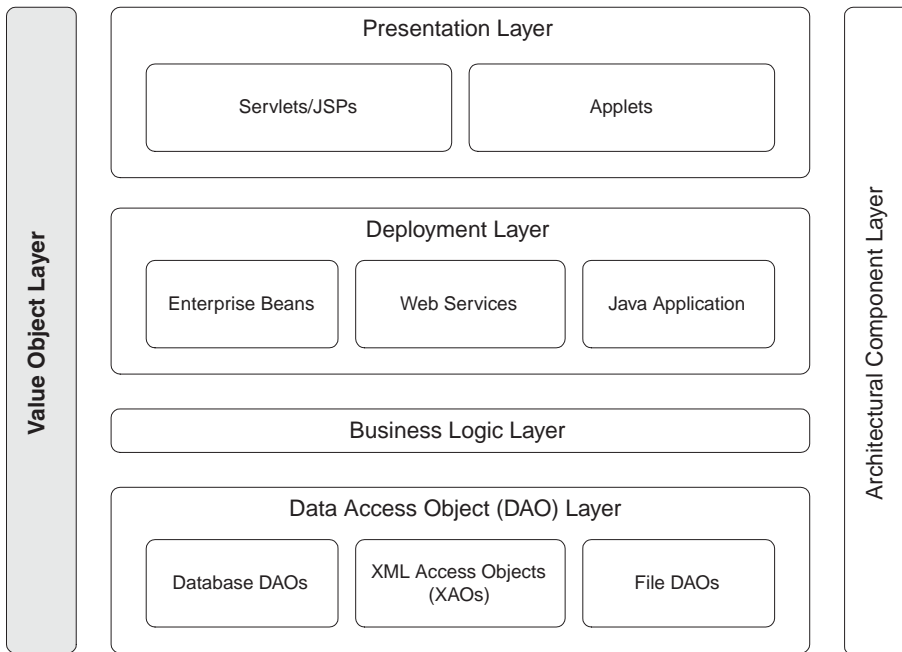 Value Object Layer
Presentation Layer
Servlets/JSPs
Applets
Deployment Layer
Enterprise Beans
Web Services
Java Application
Business Logic Layer
Data Access Object (DAO) Layer
Database DAOs
XML Access Objects
(XAOs)
File DAOs
Architectural Component Layer